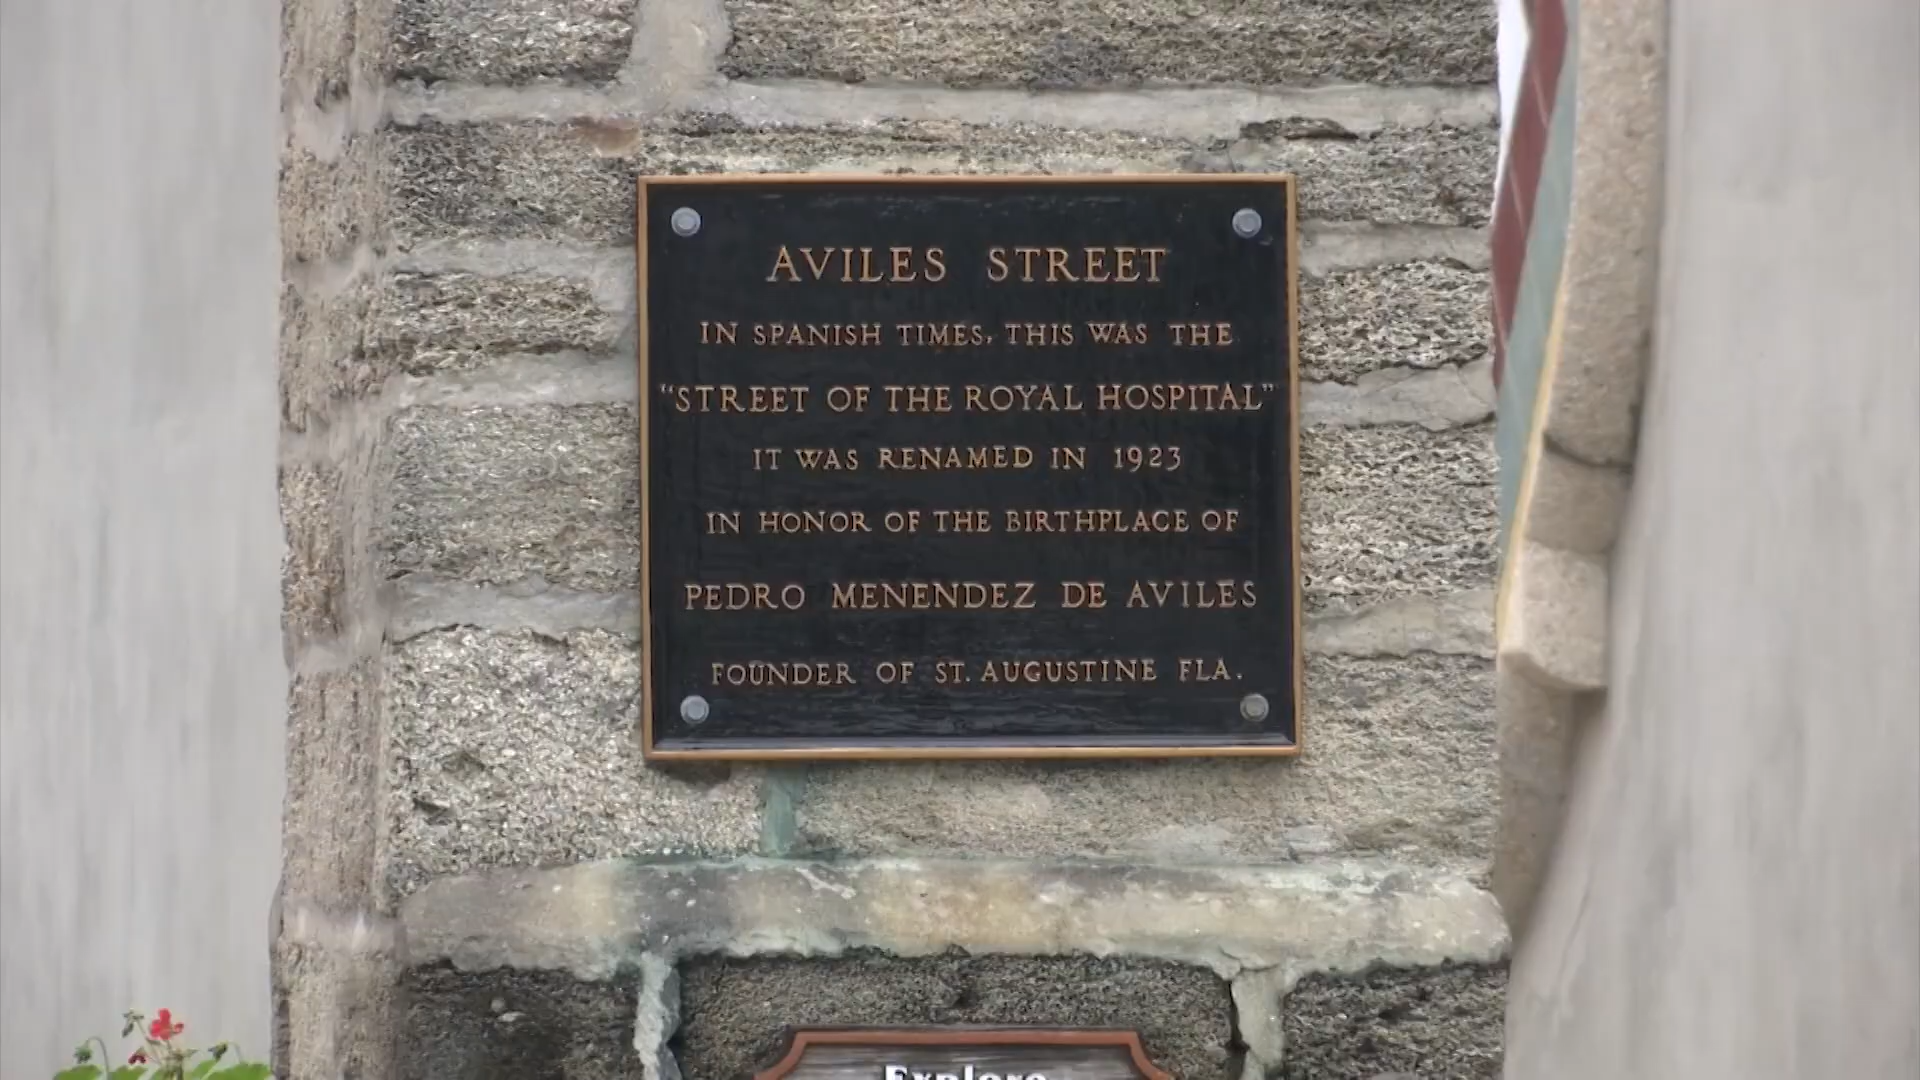 AVILES STREET
IN SPANISH TIMES, THIS WAS THE
"STREET OF THE ROYAL HOSPITAL"
IT WAS RENAMED IN 1923
IN HONOR OF THE BIRTHPLACE OF
PEDRO MENENDEZ DE AVILES
FOUNDER OF ST. AUGUSTINE FLA.
Explore